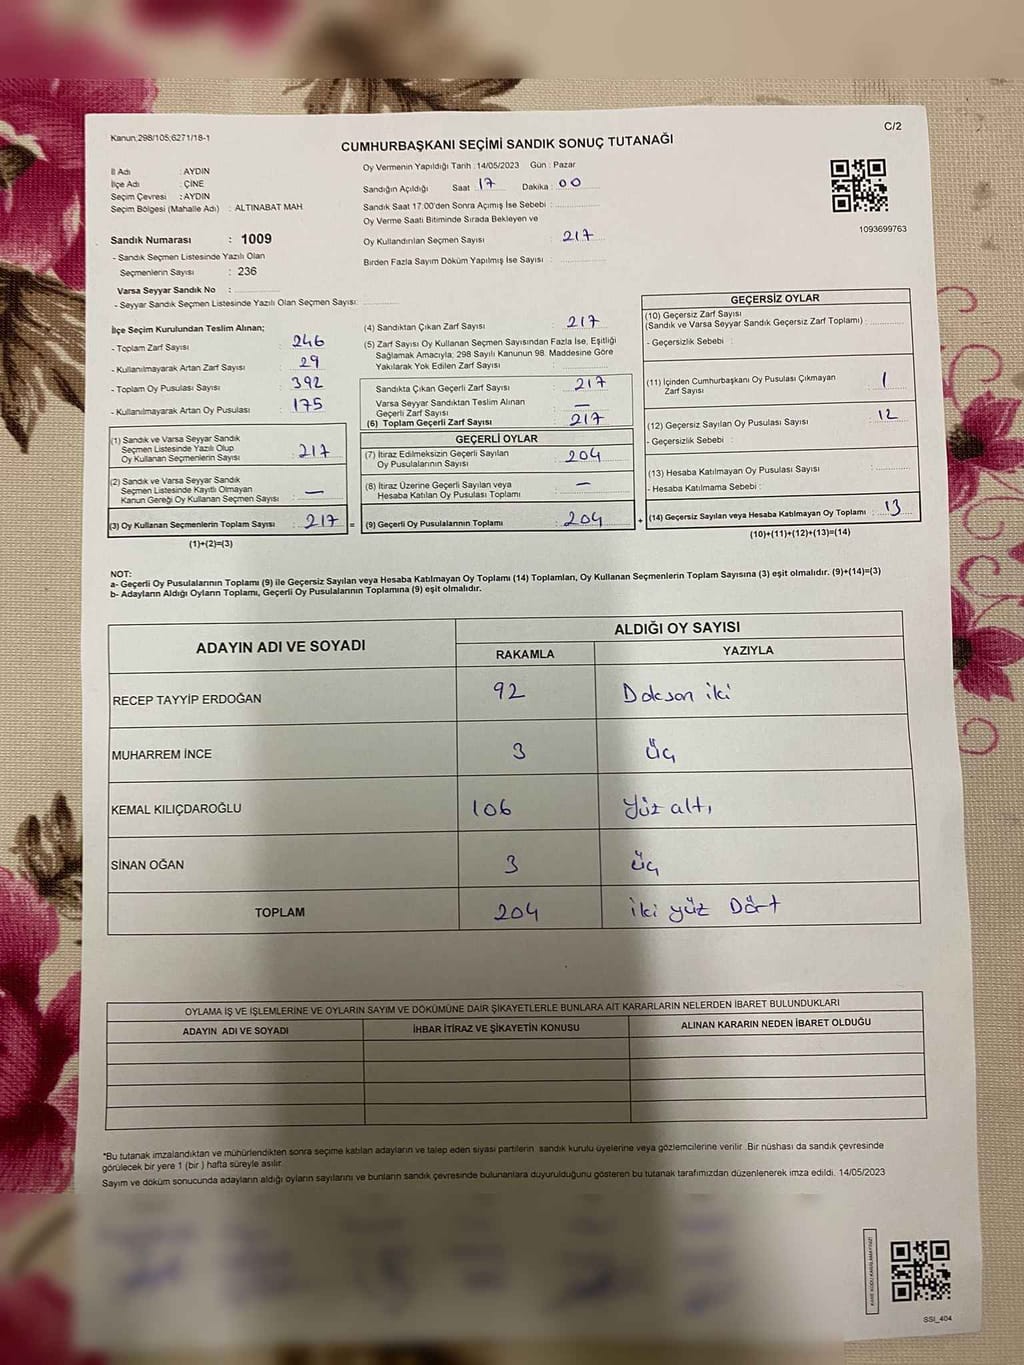 Kanun,298/105;6271/18-1
C/2
CUMHURBAŞKANI SEÇİMİ SANDIK SONUÇ TUTANAĞI
İl Adı : AYDIN
İlçe Adı : ÇİNE
Seçim Çevresi : AYDIN
Seçim Bölgesi (Mahalle Adı) : ALTINABAT MAH.
Sandık Numarası : 1009
- Sandık Seçmen Listesinde Yazılı Olan
Seçmenlerin Sayısı : 236
Varsa Seyyar Sandık No :
- Seyyar Sandık Seçmen Listesinde Yazılı Olan Seçmen Sayısı:
Oy Vermenin Yapıldığı Tarih : 14/05/2023 Gün : Pazar
Sandığın Açıldığı Saat : 17 Dakika : 00
Sandık Saat 17.00'den Sonra Açımış İse Sebebi :
Oy Verme Saati Bitiminde Sırada Bekleyen ve
Oy Kullandırılan Seçmen Sayısı : 217
Birden Fazla Sayım Döküm Yapılmış İse Sayısı :
1093699763
İlçe Seçim Kurulundan Teslim Alınan;
- Toplam Zarf Sayısı : 246
- Kullanılmayarak Artan Zarf Sayısı : 29
- Toplam Oy Pusulası Sayısı : 392
- Kullanılmayarak Artan Oy Pusulası : 175
(1) Sandık ve Varsa Seyyar Sandık
Seçmen Listesinde Yazılı Olup
Oy Kullanan Seçmenlerin Sayısı : 217
(2) Sandık ve Varsa Seyyar Sandık
Seçmen Listesinde Kayıtlı Olmayan
Kanun Gereği Oy Kullanan Seçmen Sayısı : —
(3) Oy Kullanan Seçmenlerin Toplam Sayısı : 217 =
(1)+(2)=(3)
(4) Sandıktan Çıkan Zarf Sayısı : 217
(5) Zarf Sayısı Oy Kullanan Seçmen Sayısından Fazla İse, Eşitliği
Sağlamak Amacıyla; 298 Sayılı Kanunun 98. Maddesine Göre
Yakılarak Yok Edilen Zarf Sayısı :
Sandıkta Çıkan Geçerli Zarf Sayısı : 217
Varsa Seyyar Sandıktan Teslim Alınan
Geçerli Zarf Sayısı : —
(6) Toplam Geçerli Zarf Sayısı : 217
GEÇERLİ OYLAR
(7) İtiraz Edilmeksizin Geçerli Sayılan
Oy Pusulalarının Sayısı : 204
(8) İtiraz Üzerine Geçerli Sayılan veya
Hesaba Katılan Oy Pusulası Toplamı : —
(9) Geçerli Oy Pusulalarının Toplamı : 204 +
GEÇERSİZ OYLAR
(10) Geçersiz Zarf Sayısı
(Sandık ve Varsa Seyyar Sandık Geçersiz Zarf Toplamı) :
- Geçersizlik Sebebi :
(11) İçinden Cumhurbaşkanı Oy Pusulası Çıkmayan
Zarf Sayısı : 1
(12) Geçersiz Sayılan Oy Pusulası Sayısı : 12
- Geçersizlik Sebebi :
(13) Hesaba Katılmayan Oy Pusulası Sayısı :
- Hesaba Katılmama Sebebi :
(14) Geçersiz Sayılan veya Hesaba Katılmayan Oy Toplamı : 13
(10)+(11)+(12)+(13)=(14)
NOT:
a- Geçerli Oy Pusulalarının Toplamı (9) ile Geçersiz Sayılan veya Hesaba Katılmayan Oy Toplamı (14) Toplamları, Oy Kullanan Seçmenlerin Toplam Sayısına (3) eşit olmalıdır. (9)+(14)=(3)
b- Adayların Aldığı Oyların Toplamı, Geçerli Oy Pusulalarının Toplamına (9) eşit olmalıdır.
ADAYIN ADI VE SOYADI ALDIĞI OY SAYISI
RAKAMLA YAZIYLA
RECEP TAYYİP ERDOĞAN 92 Doksan iki
MUHARREM İNCE 3 üç
KEMAL KILIÇDAROĞLU 106 Yüz altı
SİNAN OĞAN 3 üç
TOPLAM 204 iki yüz Dört
OYLAMA İŞ VE İŞLEMLERİNE VE OYLARIN SAYIM VE DÖKÜMÜNE DAİR ŞİKAYETLERLE BUNLARA AİT KARARLARIN NELERDEN İBARET BULUNDUKLARI
ADAYIN ADI VE SOYADI İHBAR İTİRAZ VE ŞİKAYETİN KONUSU ALINAN KARARIN NEDEN İBARET OLDUĞU
*Bu tutanak imzalandıktan ve mühürlendikten sonra seçime katılan adayların ve talep eden siyasi partilerin sandık kurulu üyelerine veya gözlemcilerine verilir Bir nüshası da sandık çevresinde
görülecek bir yere 1 (bir ) hafta süreyle asılır
Sayım ve döküm sonucunda adayların aldığı oyların sayılarını ve bunların sandık çevresinde bulunanlara duyurulduğunu gösteren bu tutanak tarafımızdan düzenlenerek imza edildi. 14/05/2023
SSI_404